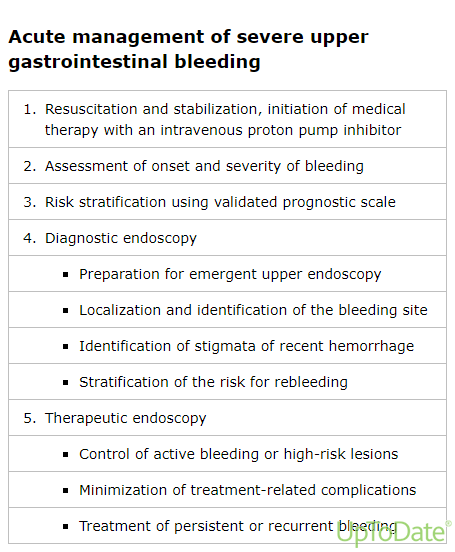 Acute management of severe upper
gastrointestinal bleeding
1. Resuscitation and stabilization, initiation of medical
therapy with an intravenous proton pump inhibitor
2. Assessment of onset and severity of bleeding
3. Risk stratification using validated prognostic scale
4. Diagnostic endoscopy
▪ Preparation for emergent upper endoscopy
▪ Localization and identification of the bleeding site
▪ Identification of stigmata of recent hemorrhage
▪ Stratification of the risk for rebleeding
5. Therapeutic endoscopy
▪ Control of active bleeding or high-risk lesions
▪ Minimization of treatment-related complications
▪ Treatment of persistent or recurrent bleeding
UpToDate®